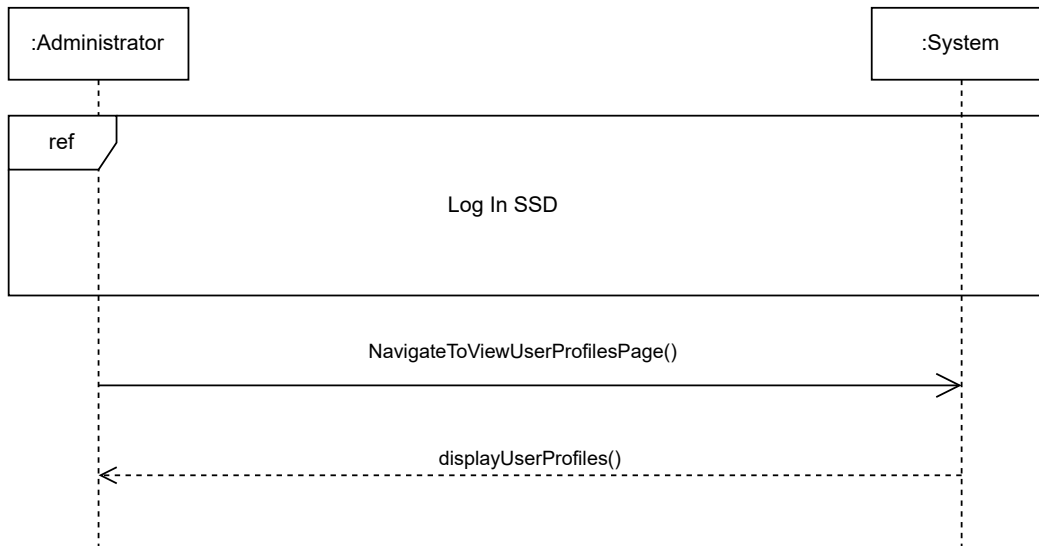 :Administrator
:System
ref
Log In SSD
NavigateToViewUserProfilesPage()
displayUserProfiles()